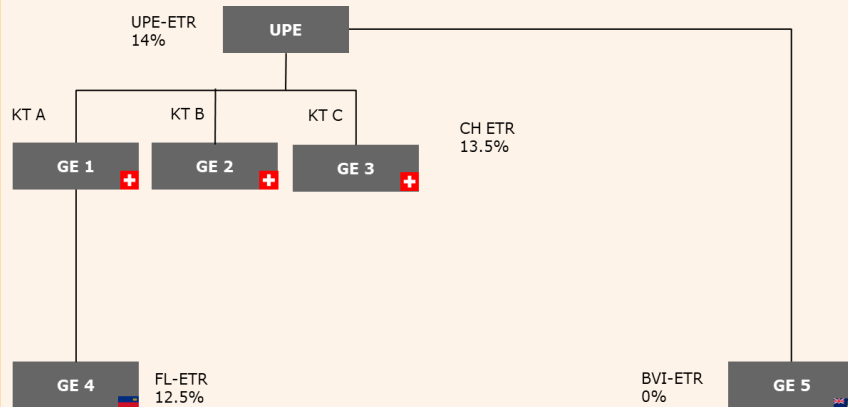 UPE-ETR
14%
UPE
KT A
KT B
KT C
CH ETR
13.5%
GE 1
GE 2
GE 3
GE 4
FL-ETR
12.5%
BVI-ETR
0%
GE 5